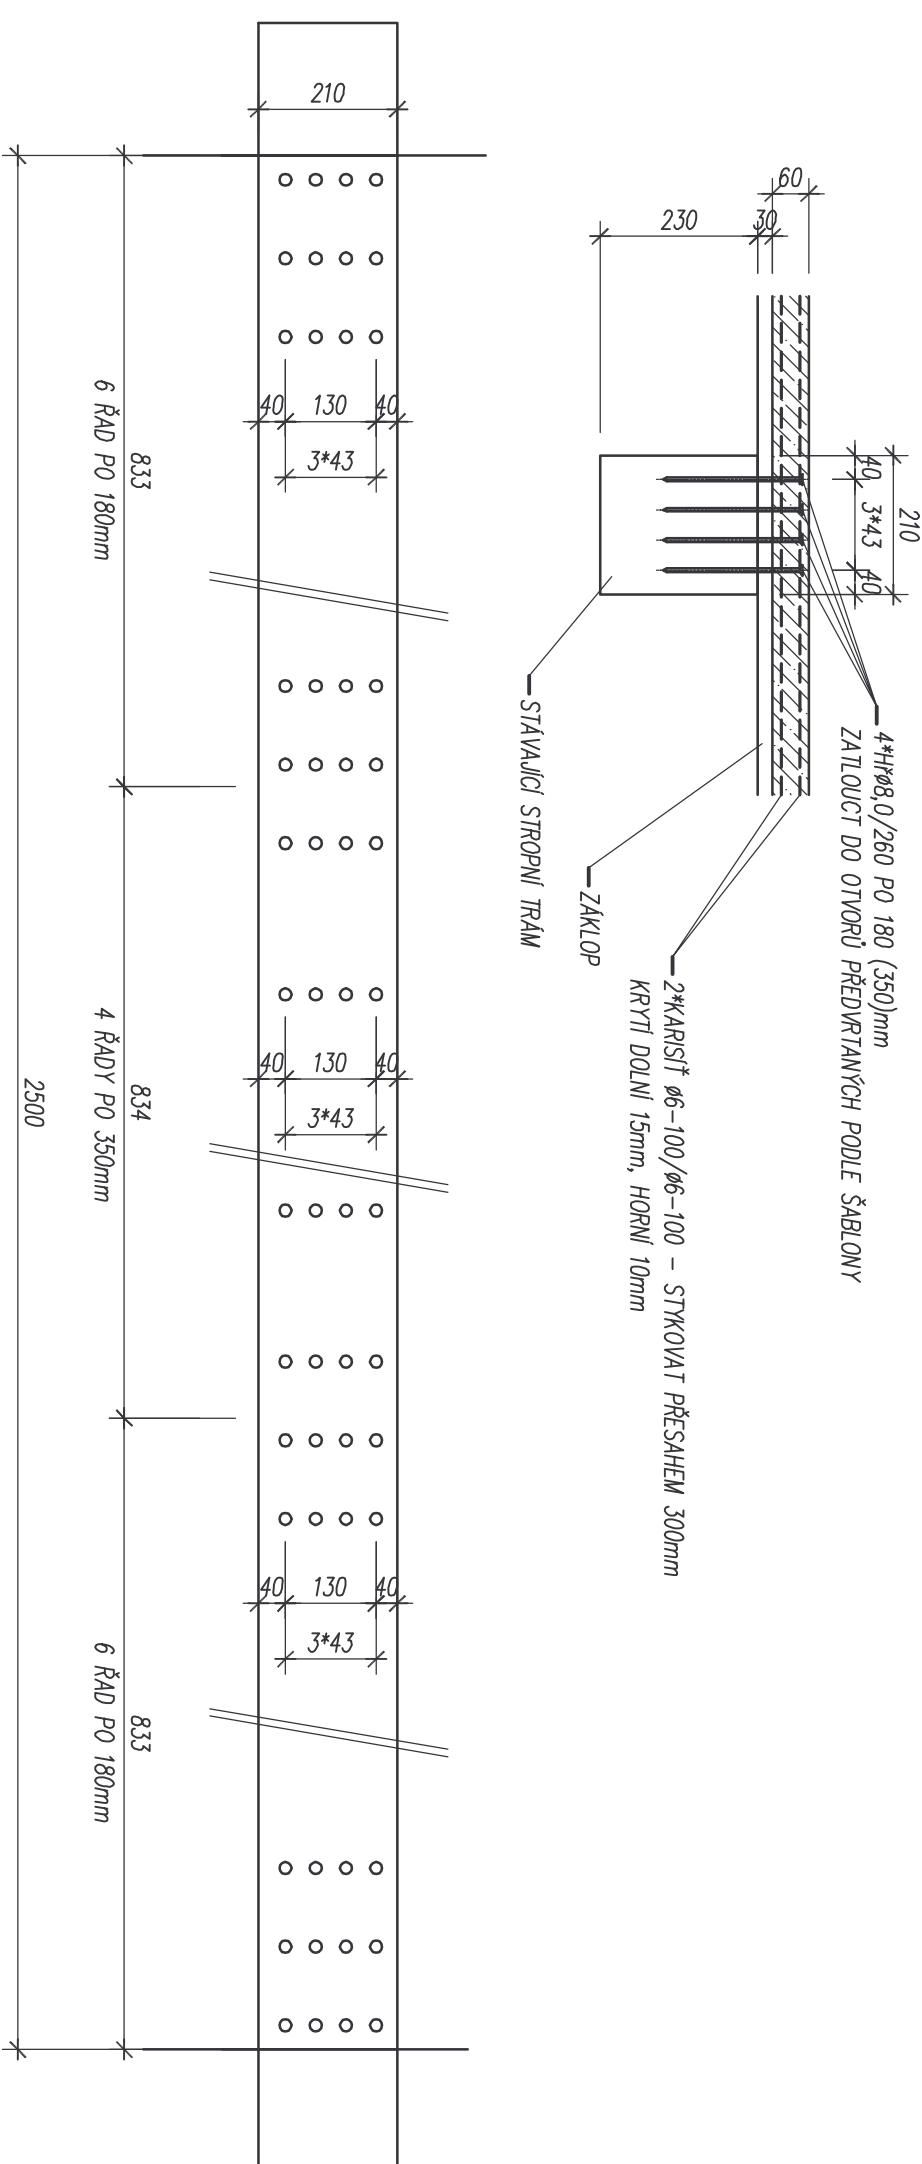 210
60
230
30
210
40
3*43
40
4*Hřø8,0/260 PO 180 (350)mm
ZATLOUCT DO OTVORŮ PŘEDVRTANÝCH PODLE ŠABLONY
2*KARISÍŤ ø6-100/ø6-100 - STYKOVAT PŘESAHEM 300mm
KRYTÍ DOLNÍ 15mm, HORNÍ 10mm
ZÁKLOP
STÁVAJÍCÍ STROPNÍ TRÁM
40
130
40
3*43
833
6 ŘAD PO 180mm
40
130
40
3*43
834
4 ŘADY PO 350mm
2500
40
130
40
3*43
833
6 ŘAD PO 180mm